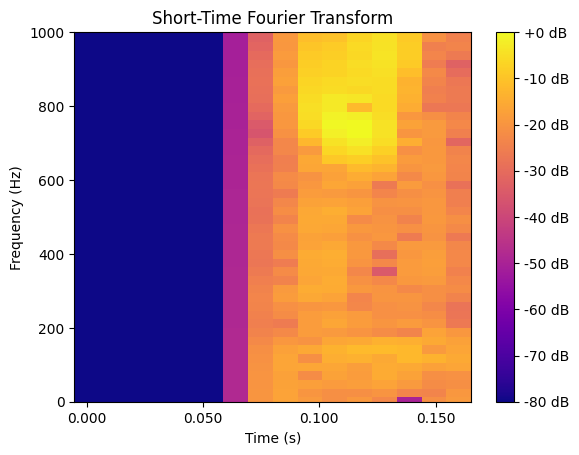 Short-Time Fourier Transform
1000
800
600
400
200
0
Frequency (Hz)
0.000
0.050
0.100
0.150
Time (s)
+0 dB
-10 dB
-20 dB
-30 dB
-40 dB
-50 dB
-60 dB
-70 dB
-80 dB